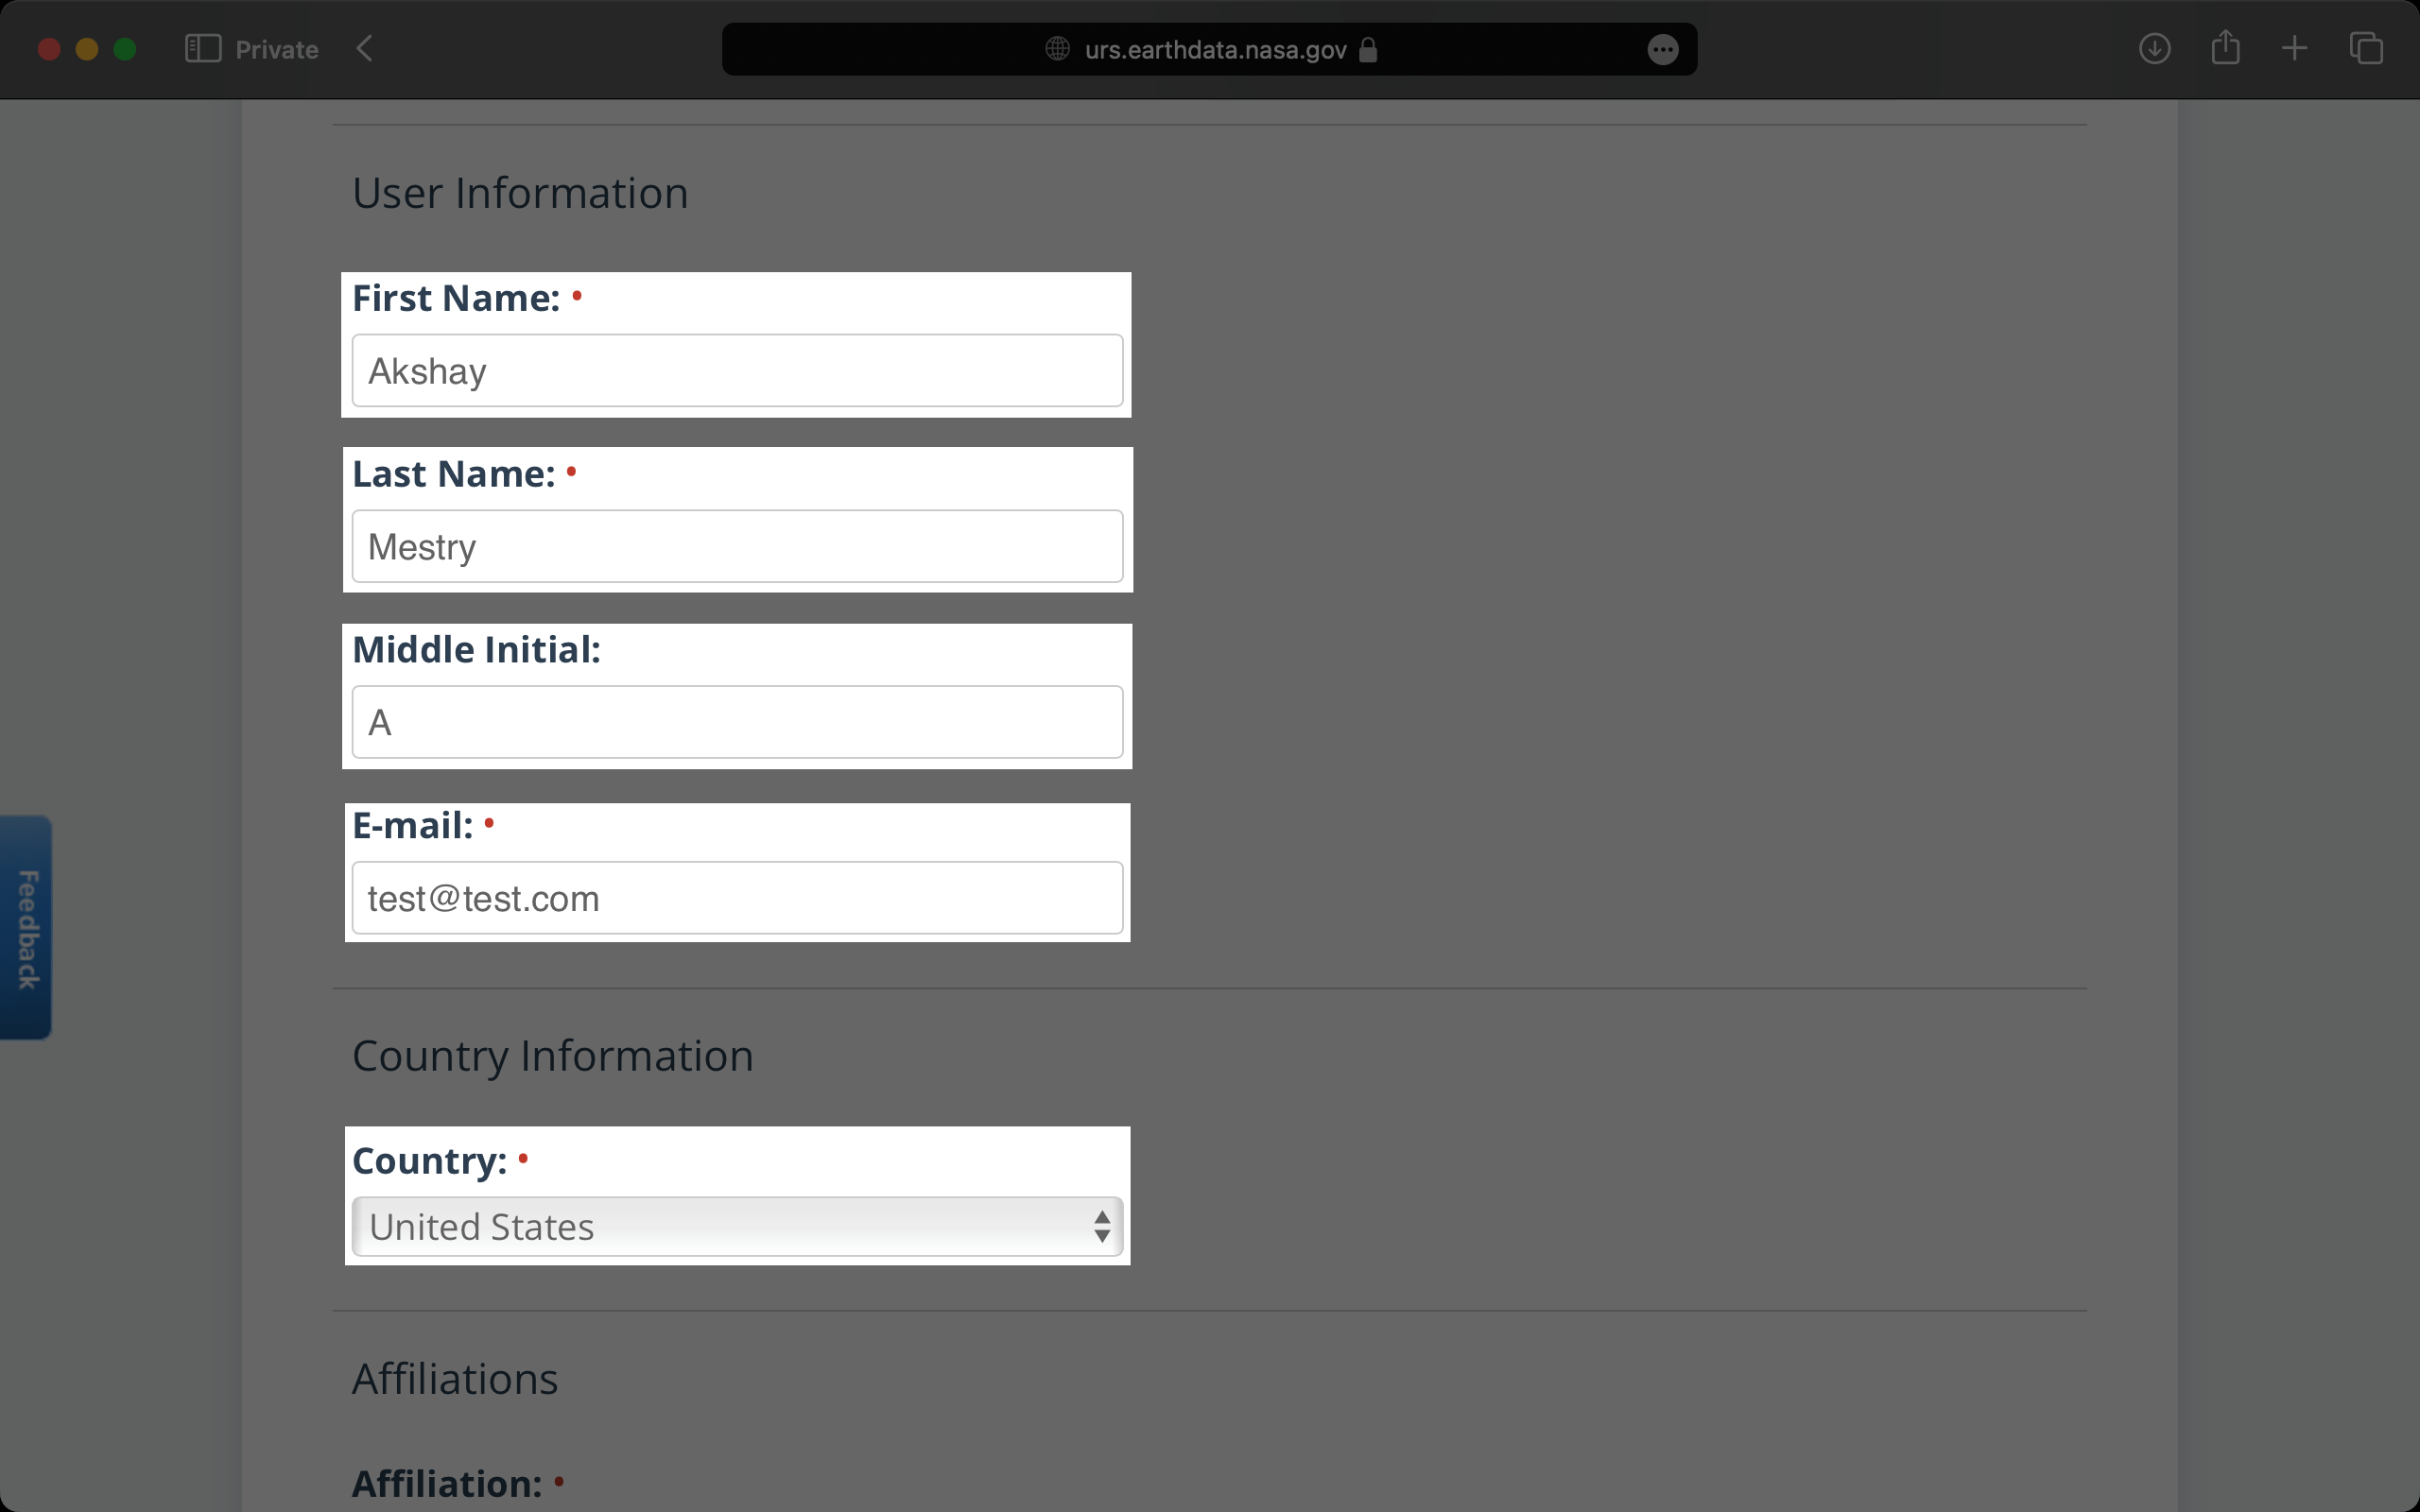 Private
urs.earthdata.nasa.gov
User Information
First Name: •
Akshay
Last Name: •
Mestry
Middle Initial:
A
E-mail: •
test@test.com
Feedback
Country Information
Country: •
United States
Affiliations
Affiliation: •